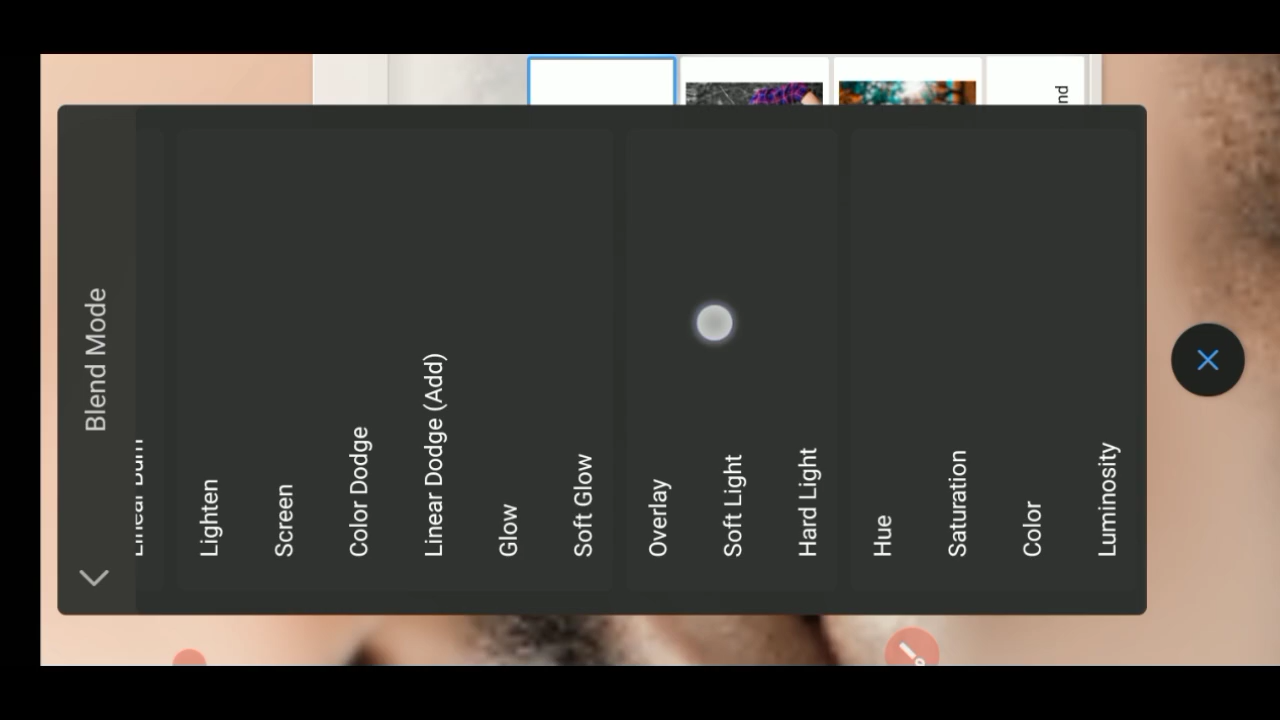 Blend Mode
Lighten
Screen
Color Dodge
Linear Dodge (Add)
Glow
Soft Glow
Overlay
Soft Light
Hard Light
Hue
Saturation
Color
Luminosity